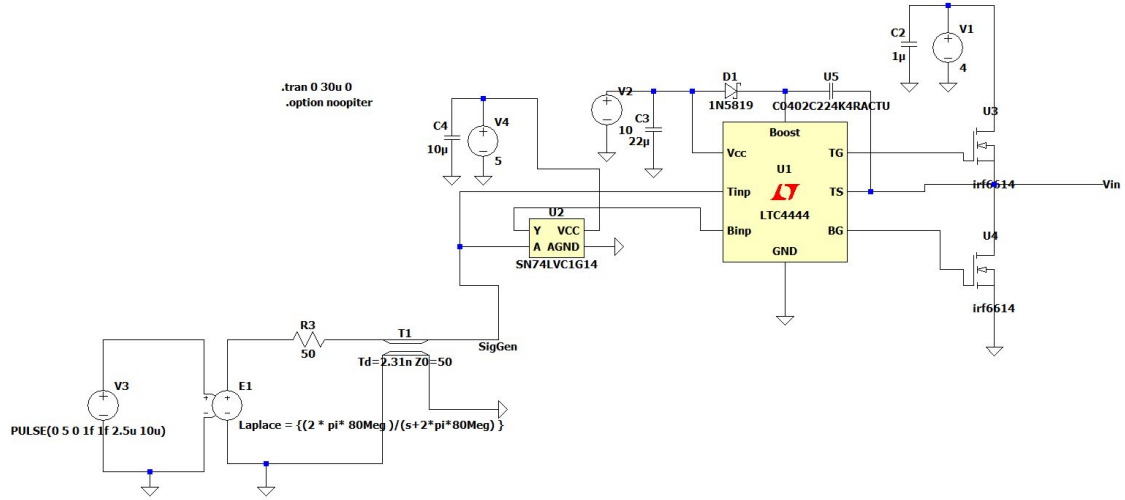 C2
1µ
V1
4
.tran 0 30u 0
.option noopiter
D1
1N5819
U5
C0402C224K4RACTU
V2
10
C3
22µ
C4
10µ
V4
5
U3
irf6614
Boost
Vcc
TG
U1
Tinp
TS
LTC4444
Binp
BG
GND
Vin
U2
Y VCC
A AGND
SN74LVC1G14
U4
irf6614
R3
50
T1
Td=2.31n Z0=50
SigGen
V3
PULSE(0 5 0 1f 1f 2.5u 10u)
E1
Laplace = {(2 * pi* 80Meg )/(s+2*pi*80Meg) }